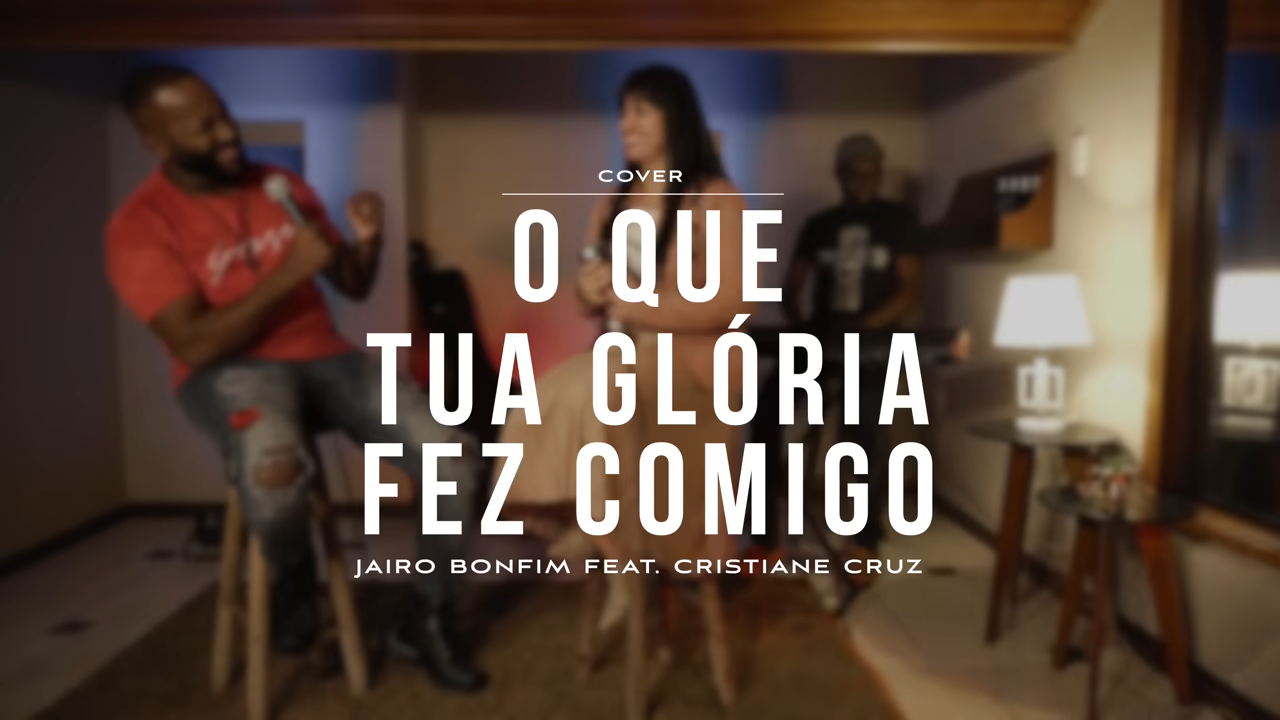 COVER
O QUE
TUA GLÓRIA
FEZ COMIGO
JAIRO BONFIM FEAT. CRISTIANE CRUZ